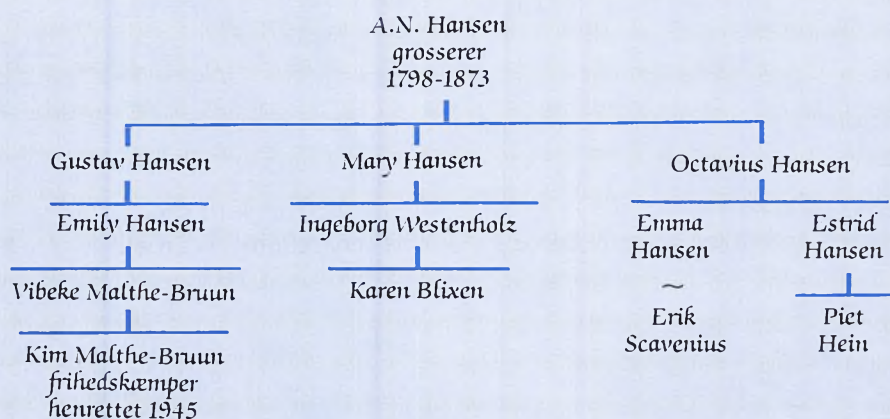 A.N. Hansen
grosserer
1798-1873
Gustav Hansen
Mary Hansen
Octavius Hansen
Emily Hansen
Ingeborg Westenholz
Emma
Hansen
Estrid
Hansen
Vibeke Malthe-Bruun
Karen Blixen
~
Erik
Scavenius
Piet
Hein
Kim Malthe-Bruun
frihedskæmper
henrettet 1945